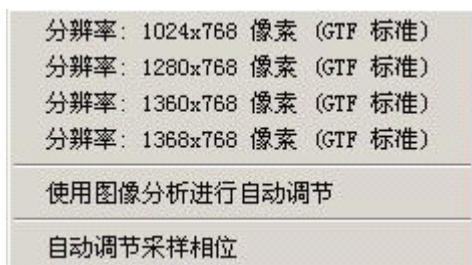 分辨率: 1024x768 像素 (GTF 标准)
分辨率: 1280x768 像素 (GTF 标准)
分辨率: 1360x768 像素 (GTF 标准)
分辨率: 1368x768 像素 (GTF 标准)
使用图像分析进行自动调节
自动调节采样相位